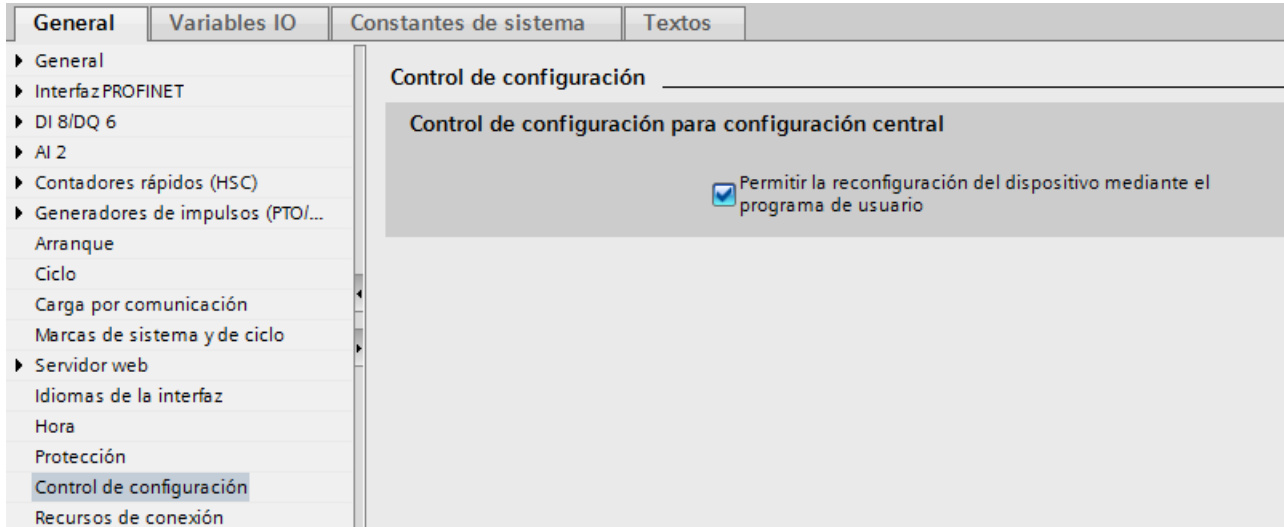 General Variables IO Constantes de sistema Textos
General
Interfaz PROFINET
DI 8/DQ 6
AI 2
Contadores rápidos (HSC)
Generadores de impulsos (PTO/...
Arranque
Ciclo
Carga por comunicación
Marcas de sistema y de ciclo
Servidor web
Idiomas de la interfaz
Hora
Protección
Control de configuración
Recursos de conexión
Control de configuración
Control de configuración para configuración central
Permitir la reconfiguración del dispositivo mediante el
programa de usuario